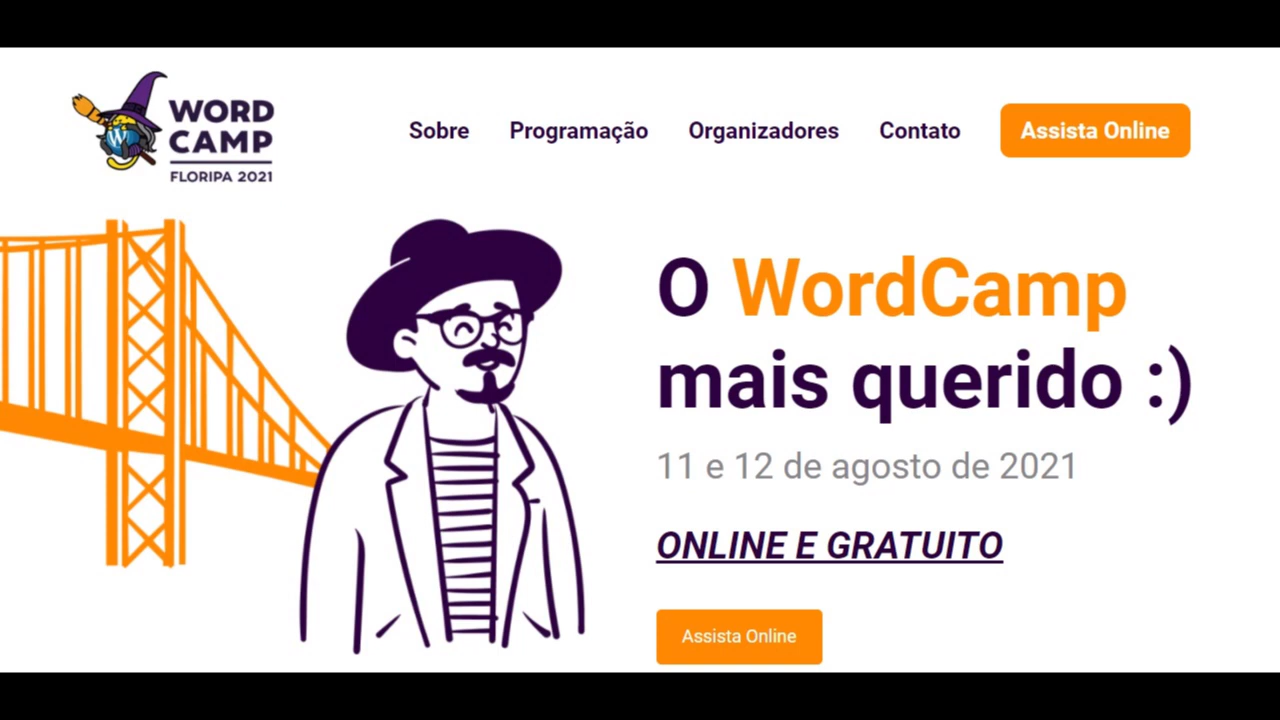 WORD
CAMP
FLORIPA 2021
Sobre Programação Organizadores Contato Assista Online
O WordCamp
mais querido :)
11 e 12 de agosto de 2021
ONLINE E GRATUITO
Assista Online